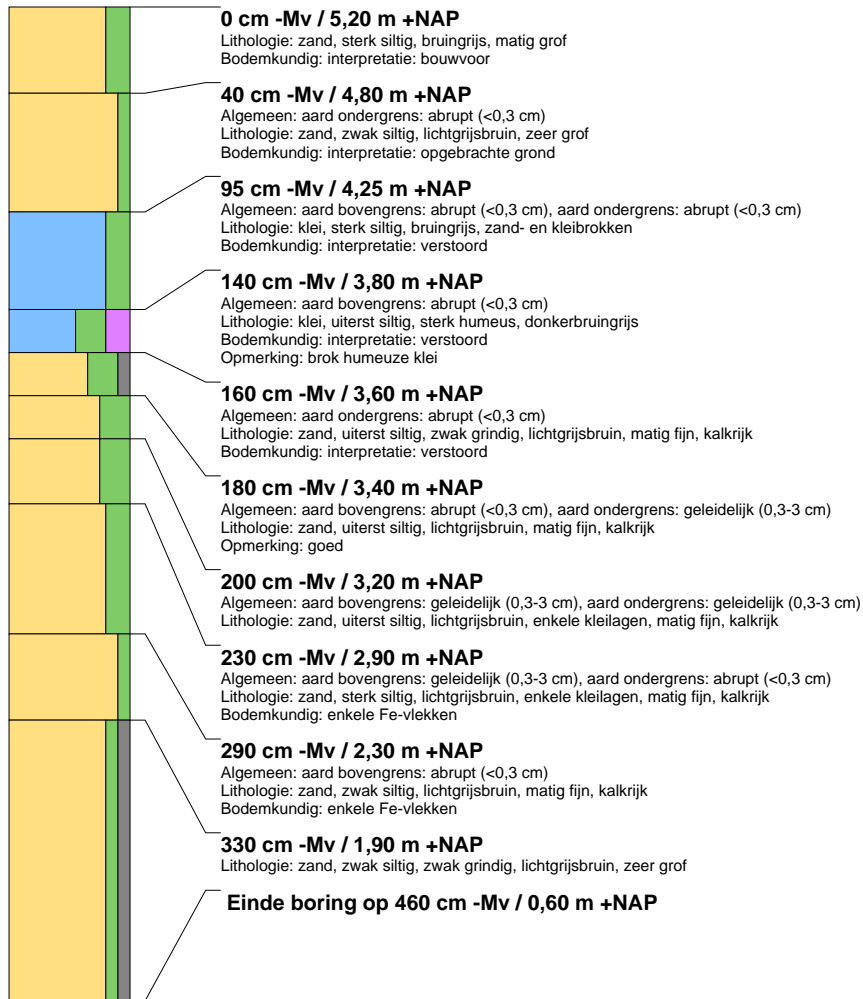 0 cm -Mv / 5,20 m +NAP
Lithologie: zand, sterk siltig, bruingrijs, matig grof
Bodemkundig: interpretatie: bouwvoor
40 cm -Mv / 4,80 m +NAP
Algemeen: aard ondergrens: abrupt (<0,3 cm)
Lithologie: zand, zwak siltig, lichtgrijsbruin, zeer grof
Bodemkundig: interpretatie: opgebrachte grond
95 cm -Mv / 4,25 m +NAP
Algemeen: aard bovengrens: abrupt (<0,3 cm), aard ondergrens: abrupt (<0,3 cm)
Lithologie: klei, sterk siltig, bruingrijs, zand- en kleibrokken
Bodemkundig: interpretatie: verstoord
140 cm -Mv / 3,80 m +NAP
Algemeen: aard bovengrens: abrupt (<0,3 cm)
Lithologie: klei, uiterst siltig, sterk humeus, donkerbruingrijs
Bodemkundig: interpretatie: verstoord
Opmerking: brok humeuze klei
160 cm -Mv / 3,60 m +NAP
Algemeen: aard ondergrens: abrupt (<0,3 cm)
Lithologie: zand, uiterst siltig, zwak grindig, lichtgrijsbruin, matig fijn, kalkrijk
Bodemkundig: interpretatie: verstoord
180 cm -Mv / 3,40 m +NAP
Algemeen: aard bovengrens: abrupt (<0,3 cm), aard ondergrens: geleidelijk (0,3-3 cm)
Lithologie: zand, uiterst siltig, lichtgrijsbruin, matig fijn, kalkrijk
Opmerking: goed
200 cm -Mv / 3,20 m +NAP
Algemeen: aard bovengrens: geleidelijk (0,3-3 cm), aard ondergrens: geleidelijk (0,3-3 cm)
Lithologie: zand, uiterst siltig, lichtgrijsbruin, enkele kleilagen, matig fijn, kalkrijk
230 cm -Mv / 2,90 m +NAP
Algemeen: aard bovengrens: geleidelijk (0,3-3 cm), aard ondergrens: abrupt (<0,3 cm)
Lithologie: zand, sterk siltig, lichtgrijsbruin, enkele kleilagen, matig fijn, kalkrijk
Bodemkundig: enkele Fe-vlekken
290 cm -Mv / 2,30 m +NAP
Algemeen: aard bovengrens: abrupt (<0,3 cm)
Lithologie: zand, zwak siltig, lichtgrijsbruin, matig fijn, kalkrijk
Bodemkundig: enkele Fe-vlekken
330 cm -Mv / 1,90 m +NAP
Lithologie: zand, zwak siltig, zwak grindig, lichtgrijsbruin, zeer grof
Einde boring op 460 cm -Mv / 0,60 m +NAP